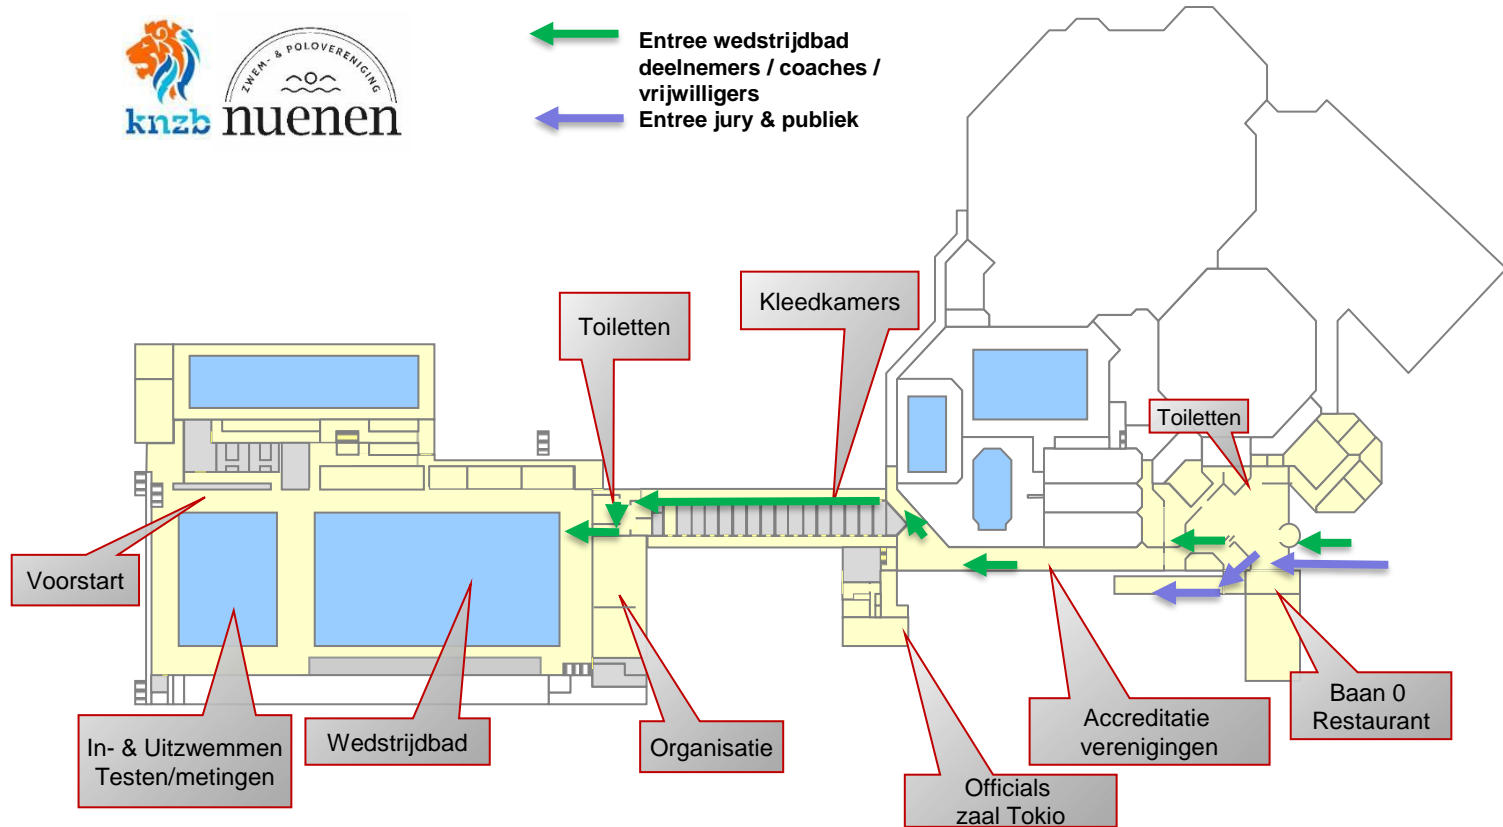 ZWEM- & POLOVERENIGING
knzb
nuenen
Entree wedstrijdbad
deelnemers / coaches /
vrijwilligers
Entree jury & publiek
Kleedkamers
Toiletten
Toiletten
Voorstart
In- & Uitzwemmen
Testen/metingen
Wedstrijdbad
Organisatie
Officials
zaal Tokio
Accreditatie
verenigingen
Baan 0
Restaurant